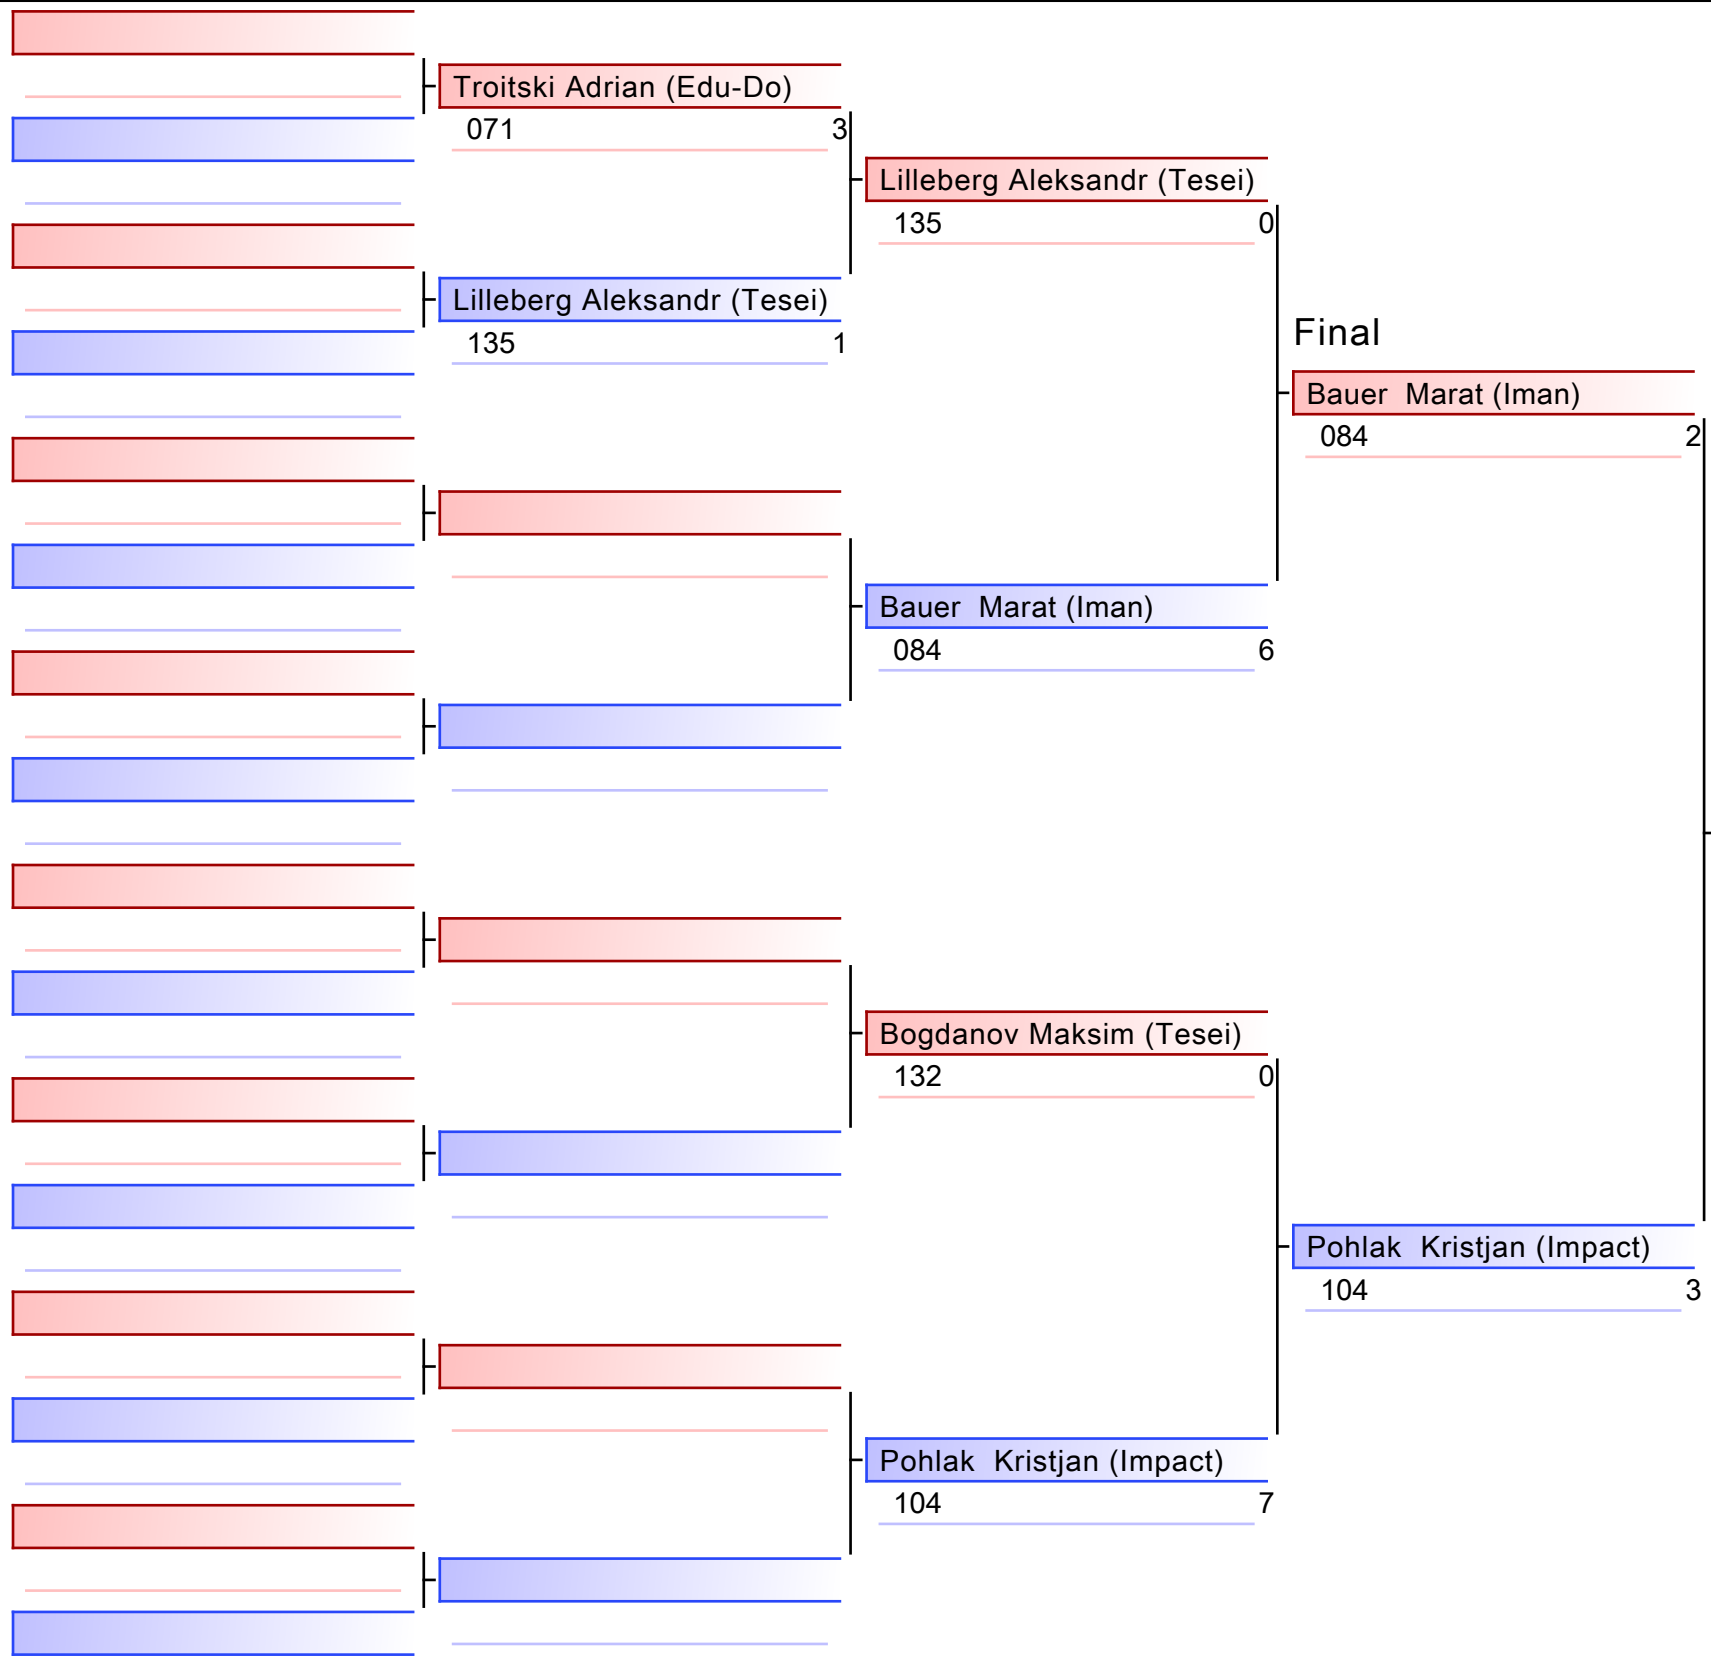 Troitski Adrian (Edu-Do)
071 3
Lilleberg Aleksandr (Tesei)
135 1
Lilleberg Aleksandr (Tesei)
135 0
Bauer  Marat (Iman)
084 6
Bogdanov Maksim (Tesei)
132 0
Pohlak  Kristjan (Impact)
104 7
Final
Bauer  Marat (Iman)
084 2
Pohlak  Kristjan (Impact)
104 3